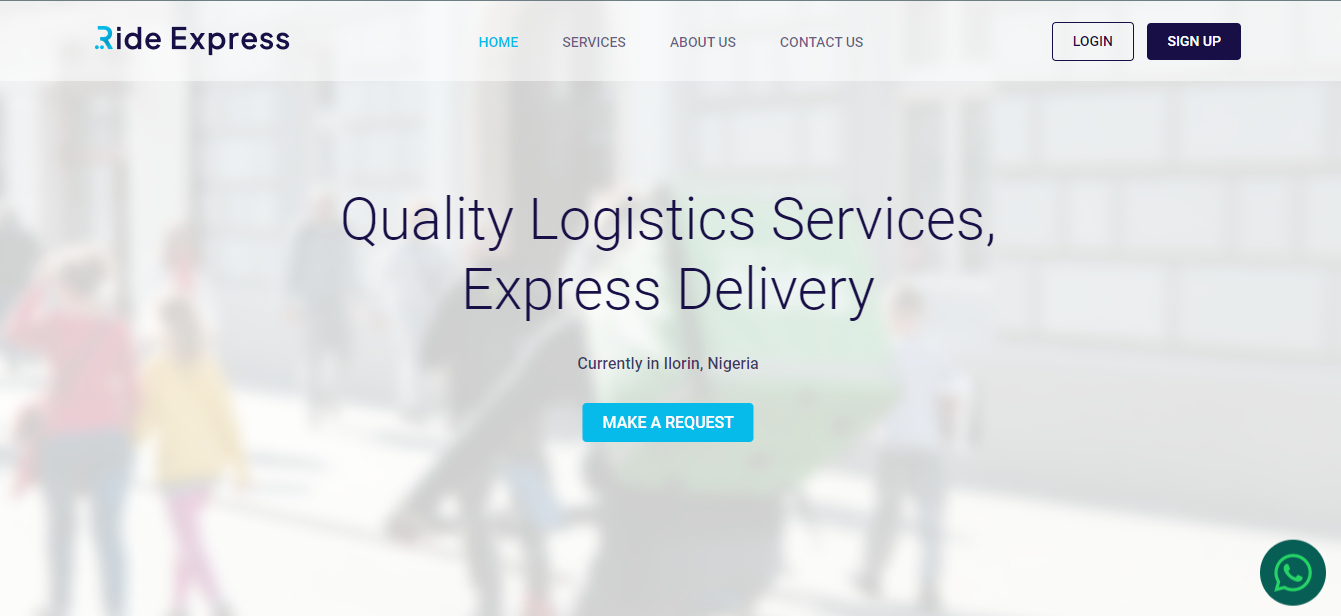 Ride Express
HOME SERVICES ABOUT US CONTACT US
LOGIN SIGN UP
Quality Logistics Services,
Express Delivery
Currently in Ilorin, Nigeria
MAKE A REQUEST